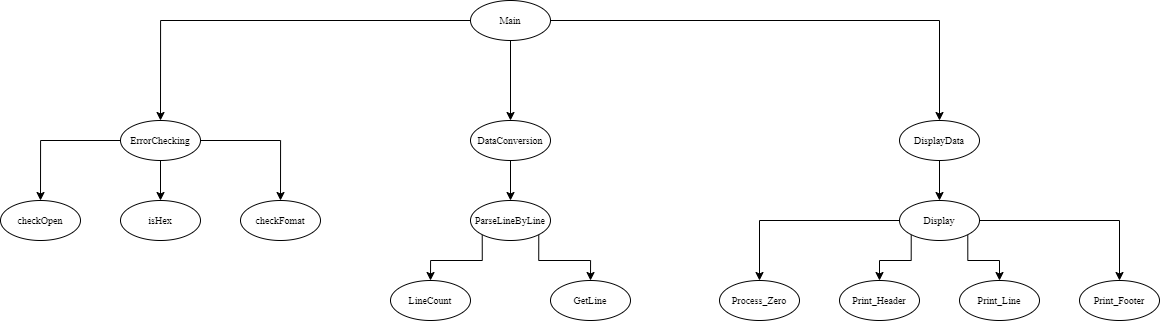 Main
ErrorChecking
DataConversion
DisplayData
checkOpen
isHex
checkFomat
ParseLineByLine
Display
LineCount
GetLine
Process_Zero
Print_Header
Print_Line
Print_Footer